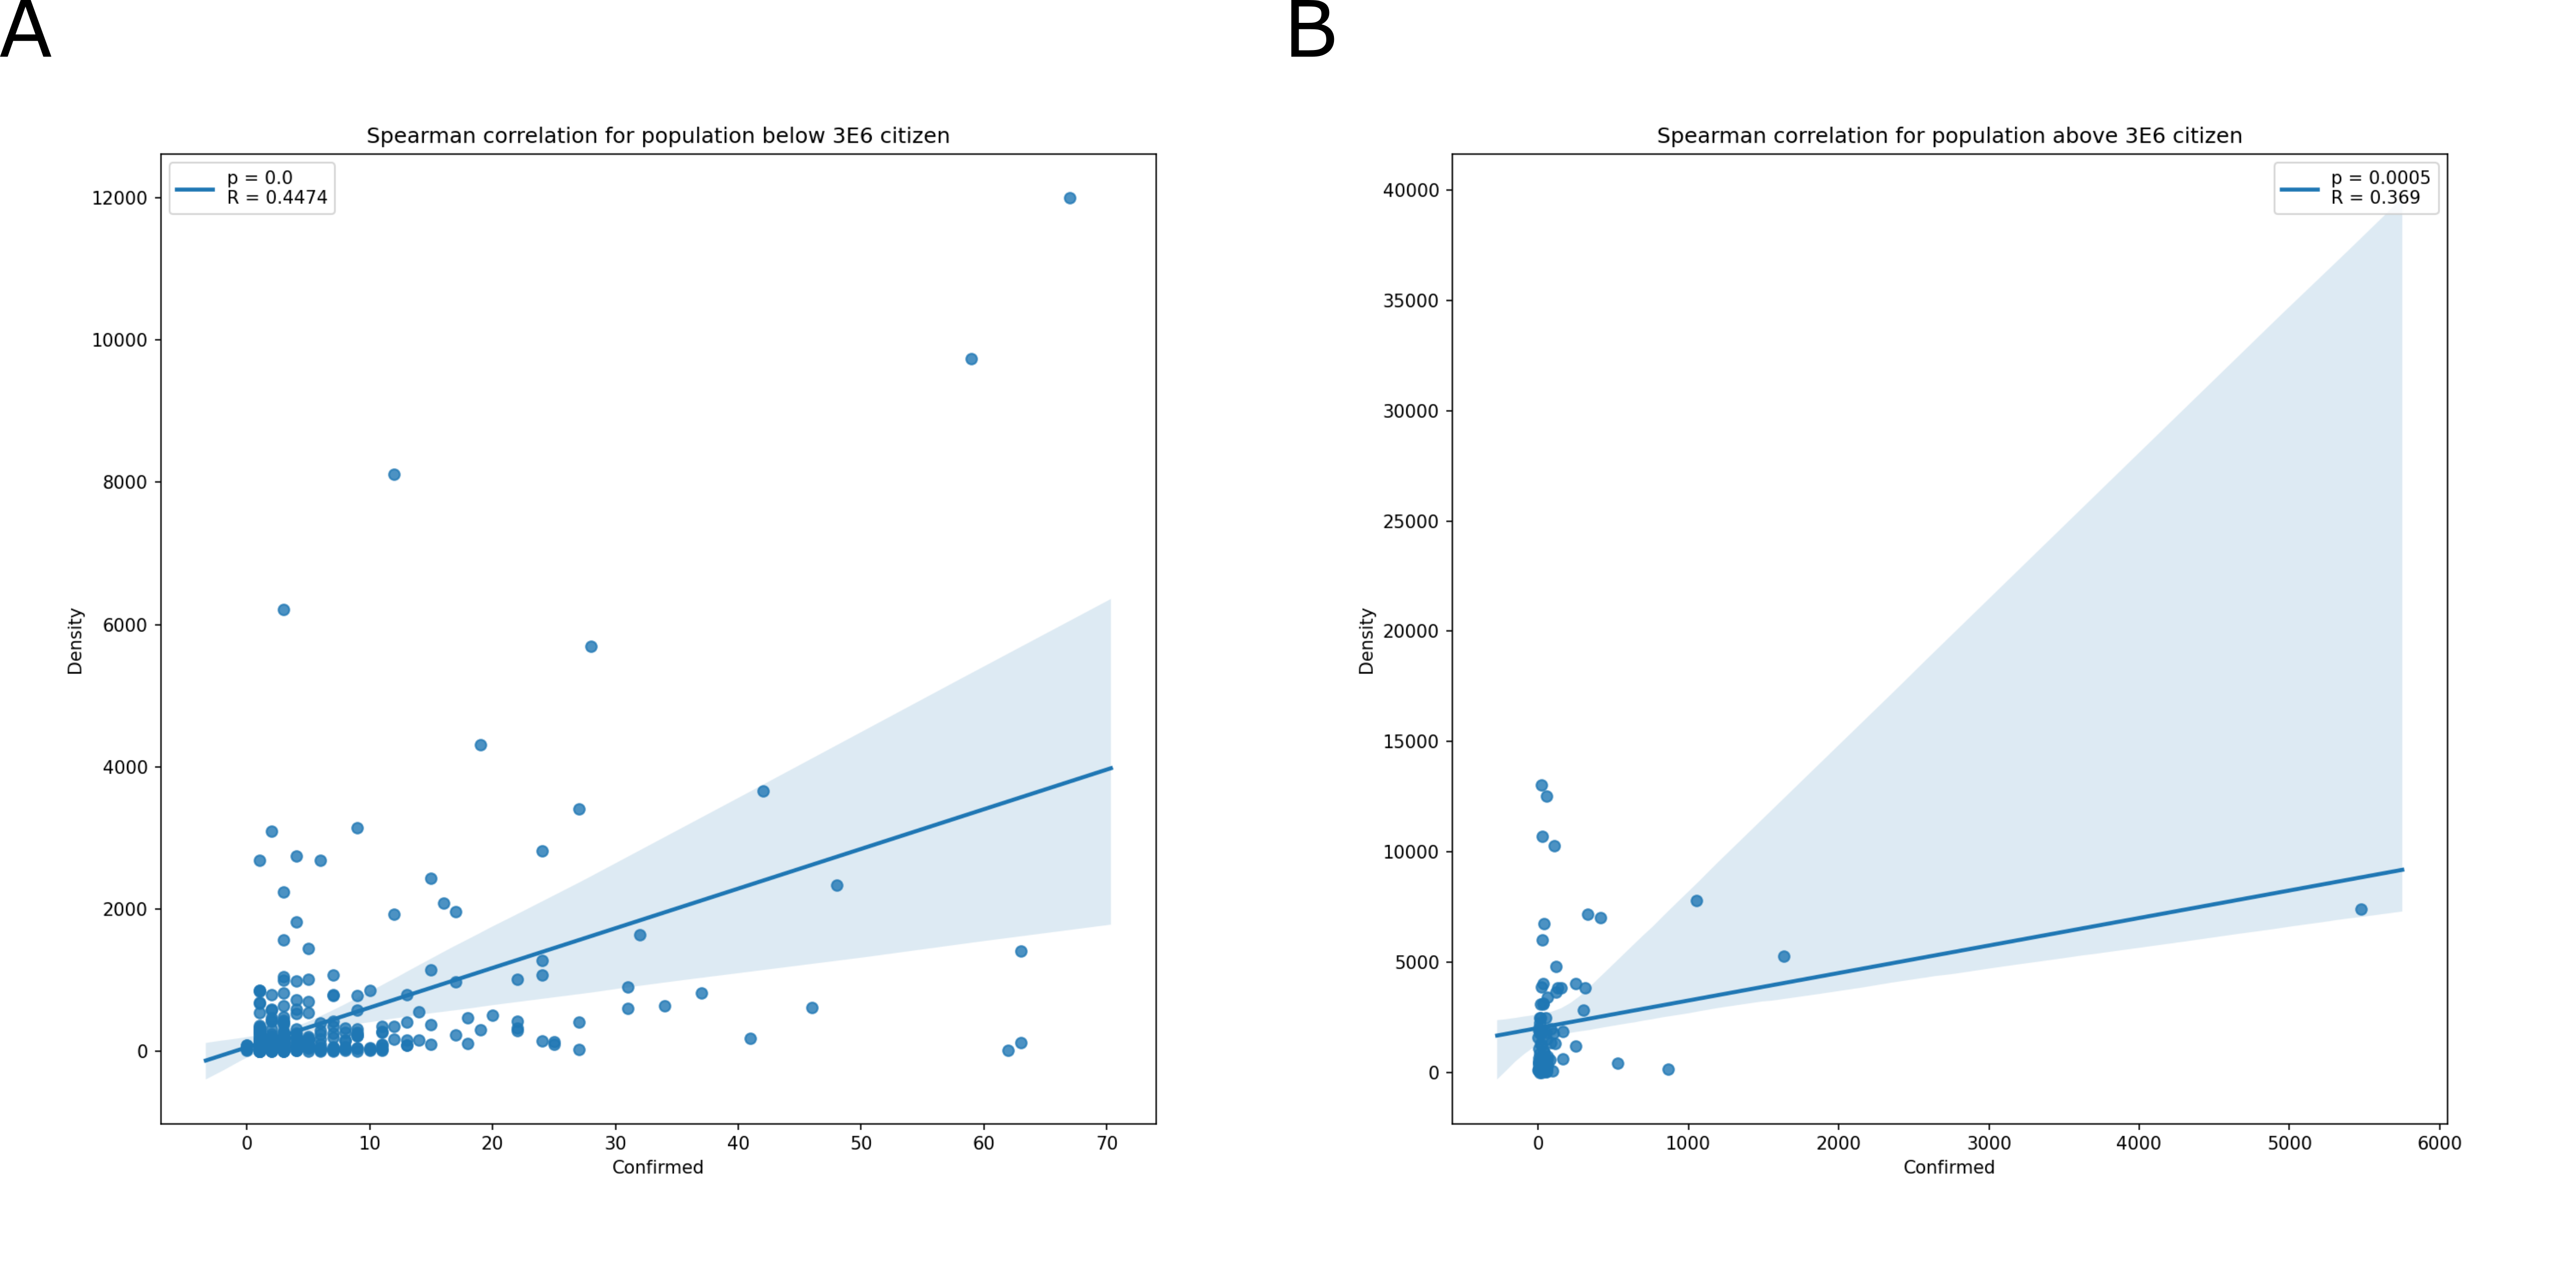 A
Spearman correlation for population below 3E6 citizen
p = 0.0
R = 0.4474
12000
10000
8000
6000
4000
2000
0
Density
0 10 20 30 40 50 60 70
Confirmed
B
Spearman correlation for population above 3E6 citizen
p = 0.0005
R = 0.369
40000
35000
30000
25000
20000
15000
10000
5000
0
Density
0 1000 2000 3000 4000 5000 6000
Confirmed